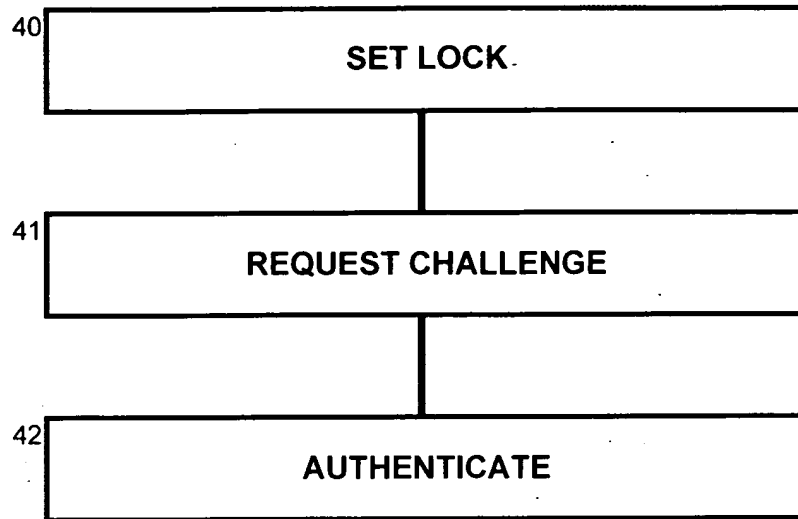 40
SET LOCK
41
REQUEST CHALLENGE
42
AUTHENTICATE